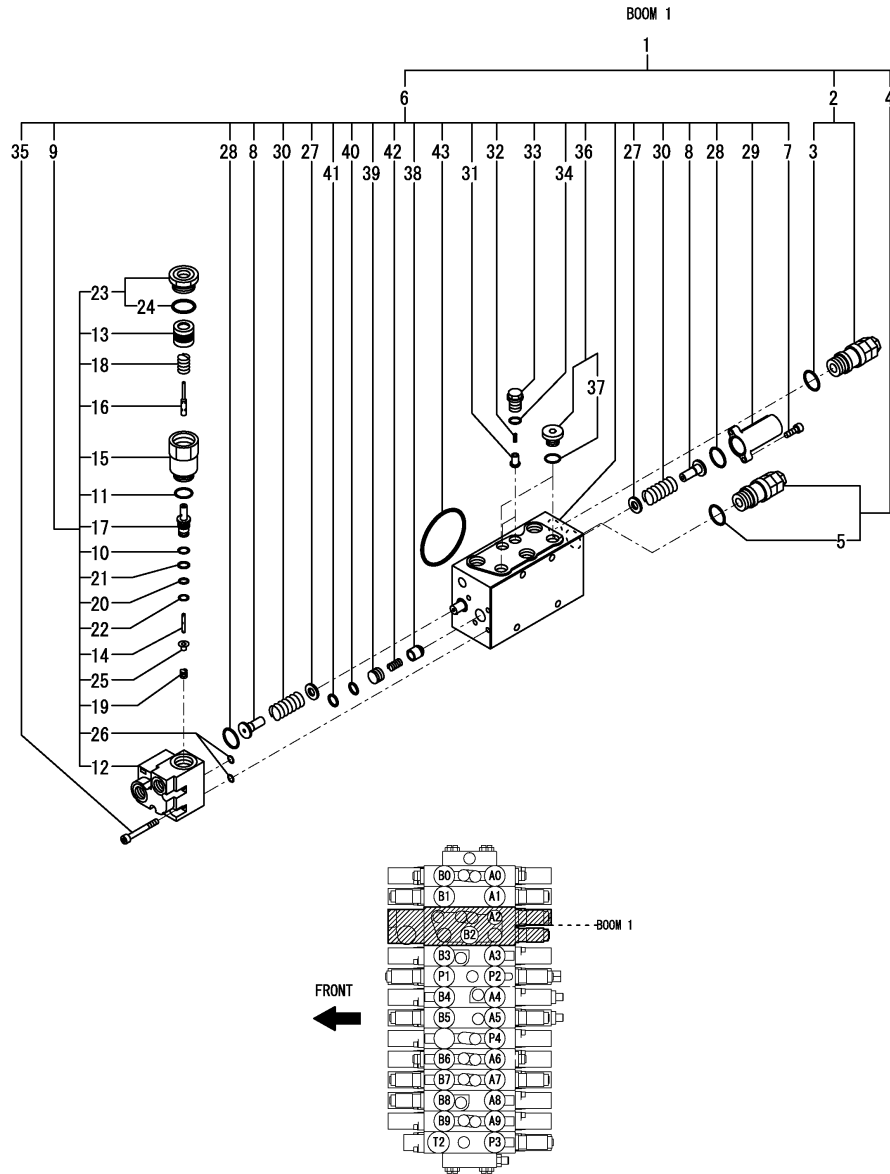 BOOM 1
1
6 2 4
35 9 28 8 30 27 40 42 43 32 33 36 27 30 8 28 29 7 3
41 39 38 31 34
23
24
13
18
37
16
15
11
17
10
5
21
20
22
14
25
19
26
12
B0 A0
B1 A1
A2
BOOM 1
B2
B3 A3
P1 P2
FRONT
B4 A4
B5 A5
P4
B6 A6
B7 A7
B8 A8
B9 A9
T2 P3